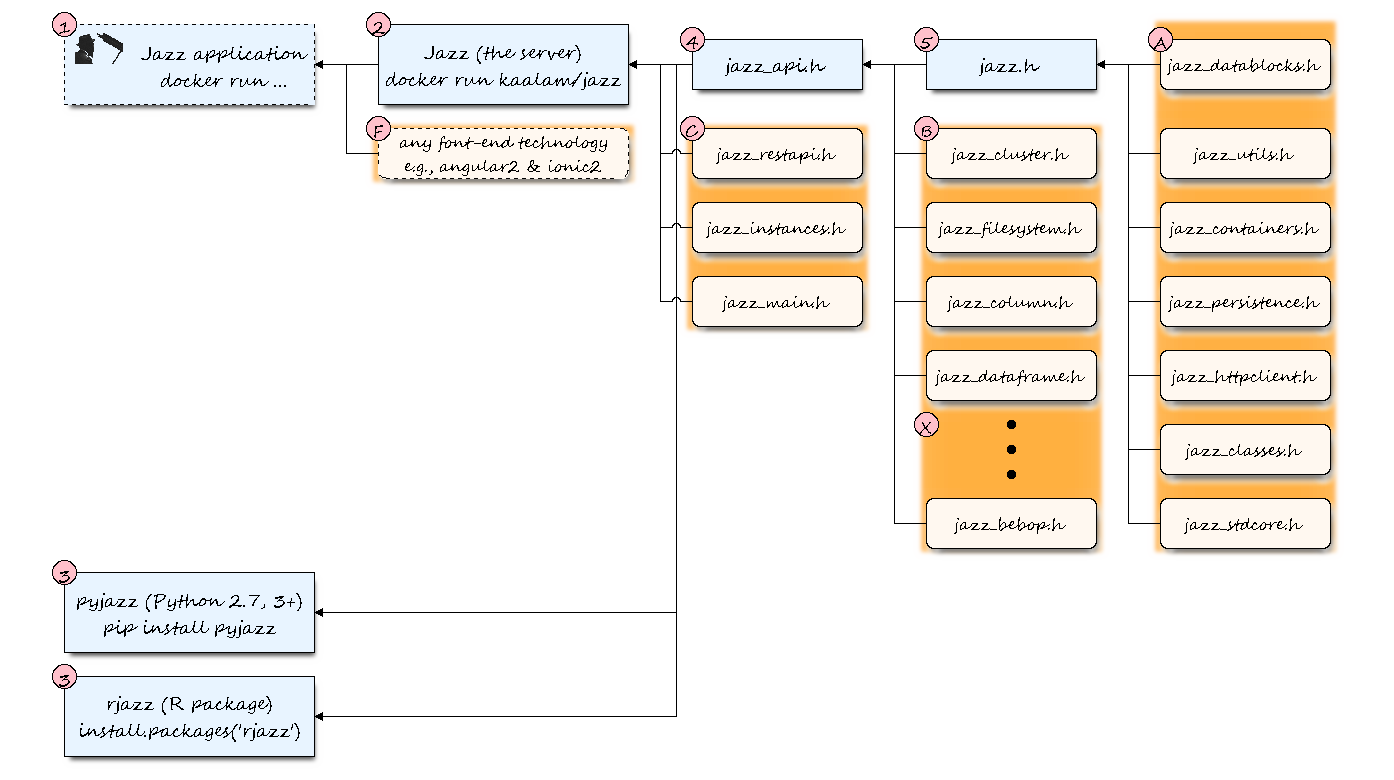 1
Jazz application
docker run ...
2
Jazz (the server)
docker run kaalam/jazz
F
any font-end technology
e.g., angular2 & ionic2
4
jazz_api.h
C
jazz_restapi.h
jazz_instances.h
jazz_main.h
5
jazz.h
B
jazz_cluster.h
jazz_filesystem.h
jazz_column.h
jazz_dataframe.h
X
jazz_bebop.h
A
jazz_datablocks.h
jazz_utils.h
jazz_containers.h
jazz_persistence.h
jazz_httpclient.h
jazz_classes.h
jazz_stdcore.h
3
pyjazz (Python 2.7, 3+)
pip install pyjazz
3
rjazz (R package)
install.packages('rjazz')